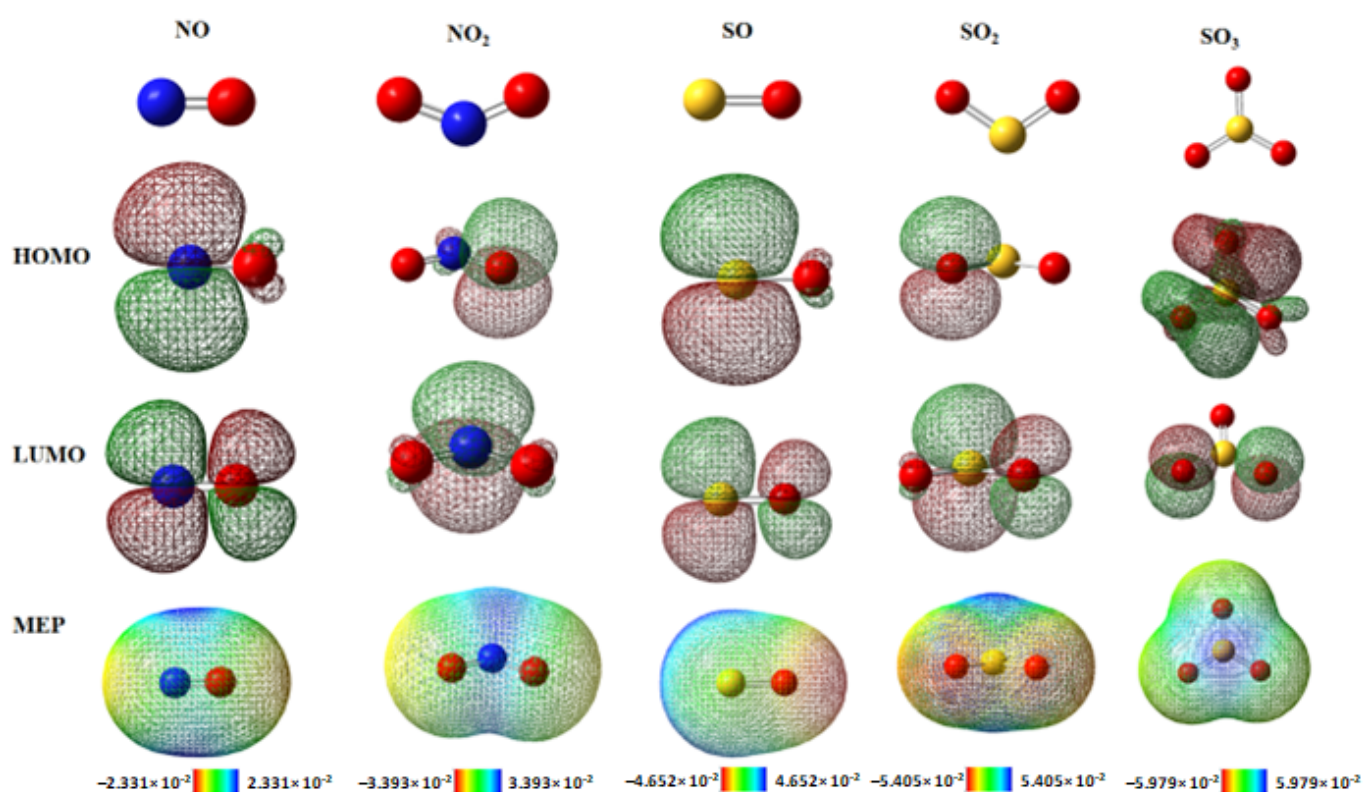 NO NO₂ SO SO₂ SO₃
HOMO
LUMO
MEP
−2.331× 10⁻² 2.331× 10⁻² −3.393× 10⁻² 3.393× 10⁻² −4.652× 10⁻² 4.652× 10⁻² −5.405× 10⁻² 5.405× 10⁻² −5.979× 10⁻² 5.979× 10⁻²